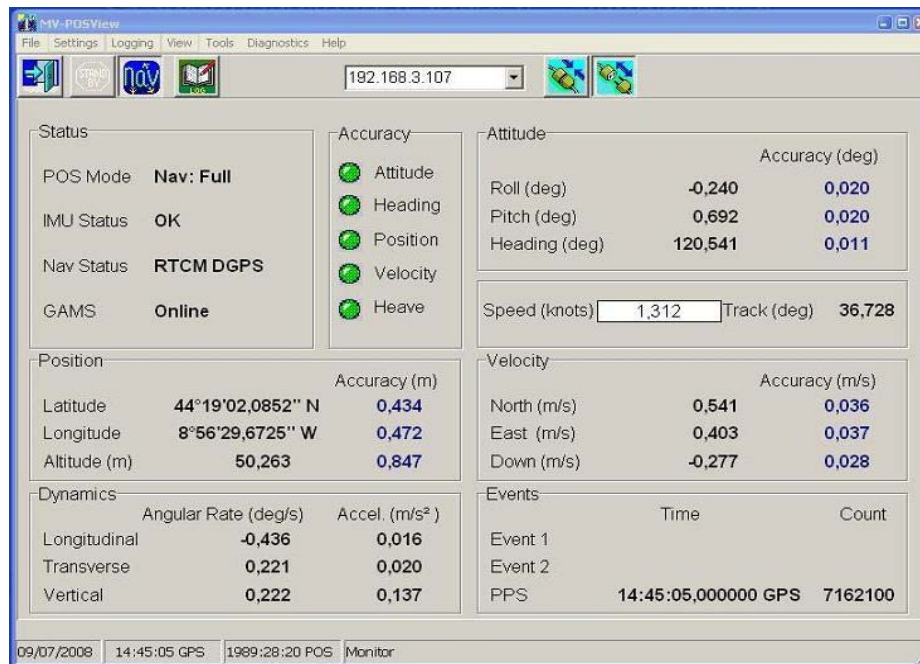 MV-POSView
File Settings Logging View Tools Diagnostics Help
STAND BY nav LOG 192.168.3.107
Status
POS Mode Nav: Full
IMU Status OK
Nav Status RTCM DGPS
GAMS Online
Accuracy
Attitude
Heading
Position
Velocity
Heave
Attitude
Accuracy (deg)
Roll (deg) -0,240 0,020
Pitch (deg) 0,692 0,020
Heading (deg) 120,541 0,011
Speed (knots) 1,312 Track (deg) 36,728
Position
Accuracy (m)
Latitude 44°19'02,0852'' N 0,434
Longitude 8°56'29,6725'' W 0,472
Altitude (m) 50,263 0,847
Velocity
Accuracy (m/s)
North (m/s) 0,541 0,036
East (m/s) 0,403 0,037
Down (m/s) -0,277 0,028
Dynamics
Angular Rate (deg/s) Accel. (m/s²)
Longitudinal -0,436 0,016
Transverse 0,221 0,020
Vertical 0,222 0,137
Events
Time Count
Event 1
Event 2
PPS 14:45:05,000000 GPS 7162100
09/07/2008 14:45:05 GPS 1989:28:20 POS Monitor